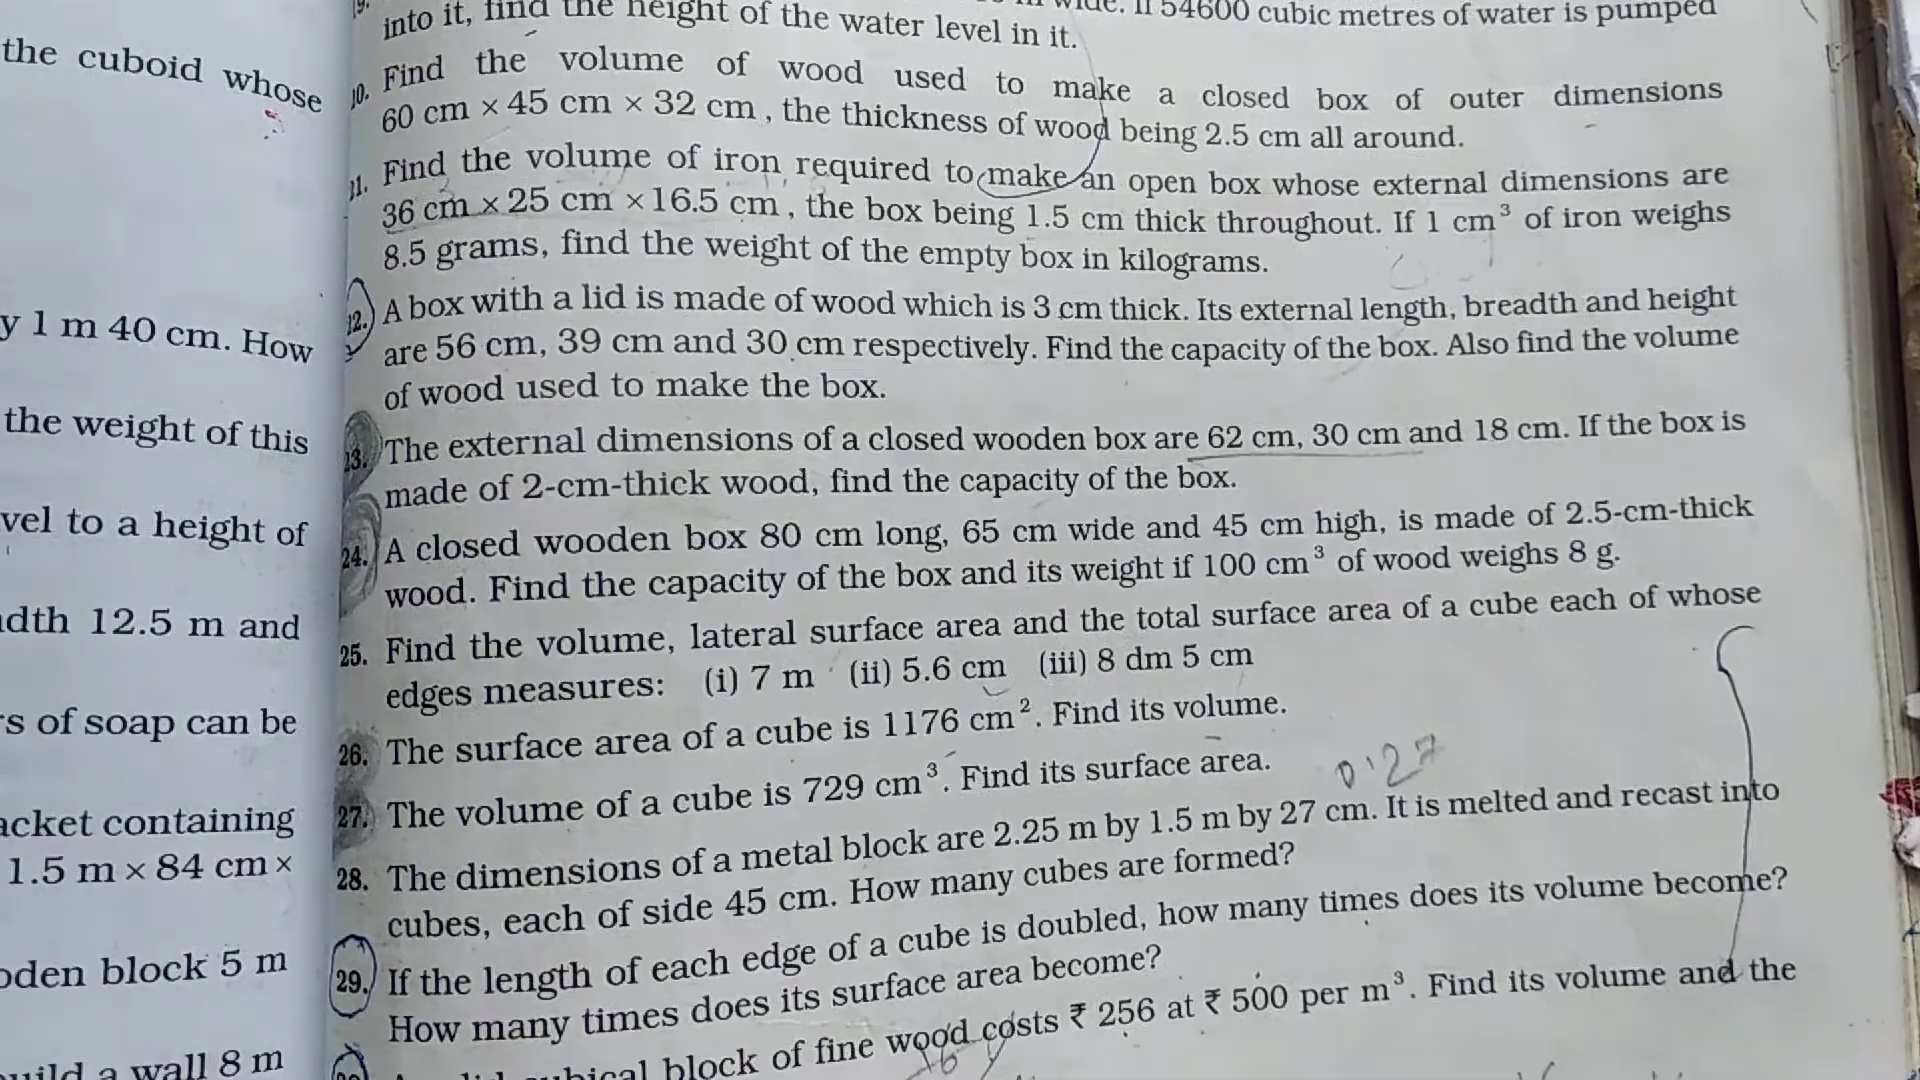 the cuboid whose
y 1 m 40 cm. How
the weight of this
vel to a height of
dth 12.5 m and
s of soap can be
acket containing
1.5 m × 84 cm ×
oden block 5 m
uild a wall 8 m
19. If 54600 cubic metres of water is pumped
into it, find the height of the water level in it.
20. Find the volume of wood used to make a closed box of outer dimensions
60 cm × 45 cm × 32 cm, the thickness of wood being 2.5 cm all around.
21. Find the volume of iron required to make an open box whose external dimensions are
36 cm × 25 cm × 16.5 cm, the box being 1.5 cm thick throughout. If 1 cm³ of iron weighs
8.5 grams, find the weight of the empty box in kilograms.
22. A box with a lid is made of wood which is 3 cm thick. Its external length, breadth and height
are 56 cm, 39 cm and 30 cm respectively. Find the capacity of the box. Also find the volume
of wood used to make the box.
23. The external dimensions of a closed wooden box are 62 cm, 30 cm and 18 cm. If the box is
made of 2-cm-thick wood, find the capacity of the box.
24. A closed wooden box 80 cm long, 65 cm wide and 45 cm high, is made of 2.5-cm-thick
wood. Find the capacity of the box and its weight if 100 cm³ of wood weighs 8 g.
25. Find the volume, lateral surface area and the total surface area of a cube each of whose
edges measures: (i) 7 m (ii) 5.6 cm (iii) 8 dm 5 cm
26. The surface area of a cube is 1176 cm². Find its volume.
27. The volume of a cube is 729 cm³. Find its surface area.
0.27
28. The dimensions of a metal block are 2.25 m by 1.5 m by 27 cm. It is melted and recast into
cubes, each of side 45 cm. How many cubes are formed?
29. If the length of each edge of a cube is doubled, how many times does its volume become?
How many times does its surface area become?
cubical block of fine wood costs ₹ 256 at ₹ 500 per m³. Find its volume and the